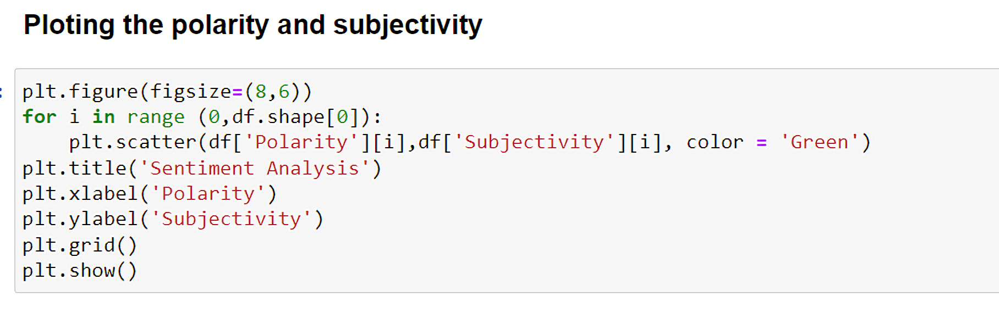 Ploting the polarity and subjectivity
:
plt.figure(figsize=(8,6))
for i in range (0,df.shape[0]):
    plt.scatter(df['Polarity'][i],df['Subjectivity'][i], color = 'Green')
plt.title('Sentiment Analysis')
plt.xlabel('Polarity')
plt.ylabel('Subjectivity')
plt.grid()
plt.show()